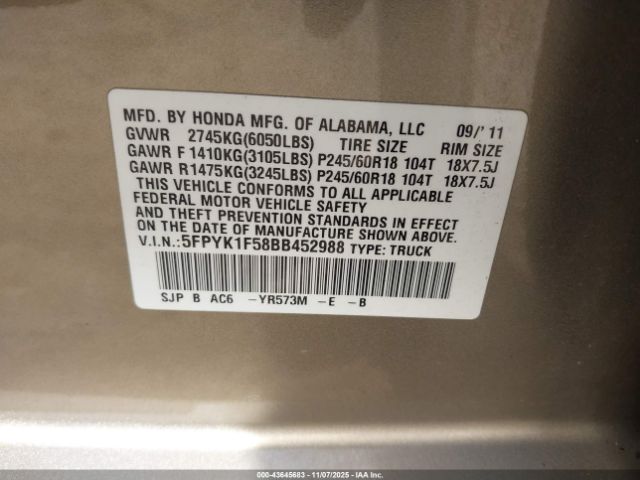 MFD. BY HONDA MFG. OF ALABAMA, LLC 09/' 11
GVWR 2745KG(6050LBS) TIRE SIZE RIM SIZE
GAWR F 1410KG(3105LBS) P245/60R18 104T 18X7.5J
GAWR R1475KG(3245LBS) P245/60R18 104T 18X7.5J
THIS VEHICLE CONFORMS TO ALL APPLICABLE
FEDERAL MOTOR VEHICLE SAFETY
AND THEFT PREVENTION STANDARDS IN EFFECT
ON THE DATE OF MANUFACTURE SHOWN ABOVE.
V.I.N.:5FPYK1F58BB452988 TYPE: TRUCK
SJP B AC6 -YR573M -E -B
000-43645683 - 11/07/2025 - IAA Inc.